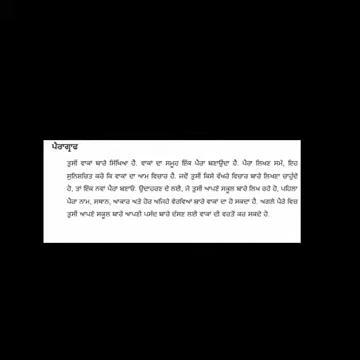 ਪੈਰਾਗ੍ਰਾਫ
ਤੁਸੀਂ ਵਾਕਾਂ ਬਾਰੇ ਸਿੱਖਿਆ ਹੈ. ਵਾਕਾਂ ਦਾ ਸਮੂਹ ਇੱਕ ਪੈਰਾ ਬਣਾਉਂਦਾ ਹੈ. ਪੈਰਾ ਲਿਖਣ ਸਮੇਂ, ਇਹ
ਸੁਨਿਸ਼ਚਿਤ ਕਰੋ ਕਿ ਵਾਕਾਂ ਦਾ ਆਮ ਵਿਚਾਰ ਹੈ. ਜਦੋਂ ਤੁਸੀਂ ਕਿਸੇ ਵੱਖਰੇ ਵਿਚਾਰ ਬਾਰੇ ਲਿਖਣਾ ਚਾਹੁੰਦੇ
ਹੋ, ਤਾਂ ਇੱਕ ਨਵਾਂ ਪੈਰਾ ਬਣਾਓ. ਉਦਾਹਰਣ ਦੇ ਲਈ, ਜੇ ਤੁਸੀਂ ਆਪਣੇ ਸਕੂਲ ਬਾਰੇ ਲਿਖ ਰਹੇ ਹੋ, ਪਹਿਲਾ
ਪੈਰਾ ਨਾਮ, ਸਥਾਨ, ਆਕਾਰ ਅਤੇ ਹੋਰ ਅਜਿਹੇ ਵੇਰਵਿਆਂ ਬਾਰੇ ਵਾਕਾਂ ਦਾ ਹੋ ਸਕਦਾ ਹੈ. ਅਗਲੇ ਪੈਰੇ ਵਿਚ
ਤੁਸੀਂ ਆਪਣੇ ਸਕੂਲ ਬਾਰੇ ਆਪਣੀ ਪਸੰਦ ਬਾਰੇ ਦੱਸਣ ਲਈ ਵਾਕਾਂ ਦੀ ਵਰਤੋਂ ਕਰ ਸਕਦੇ ਹੋ.